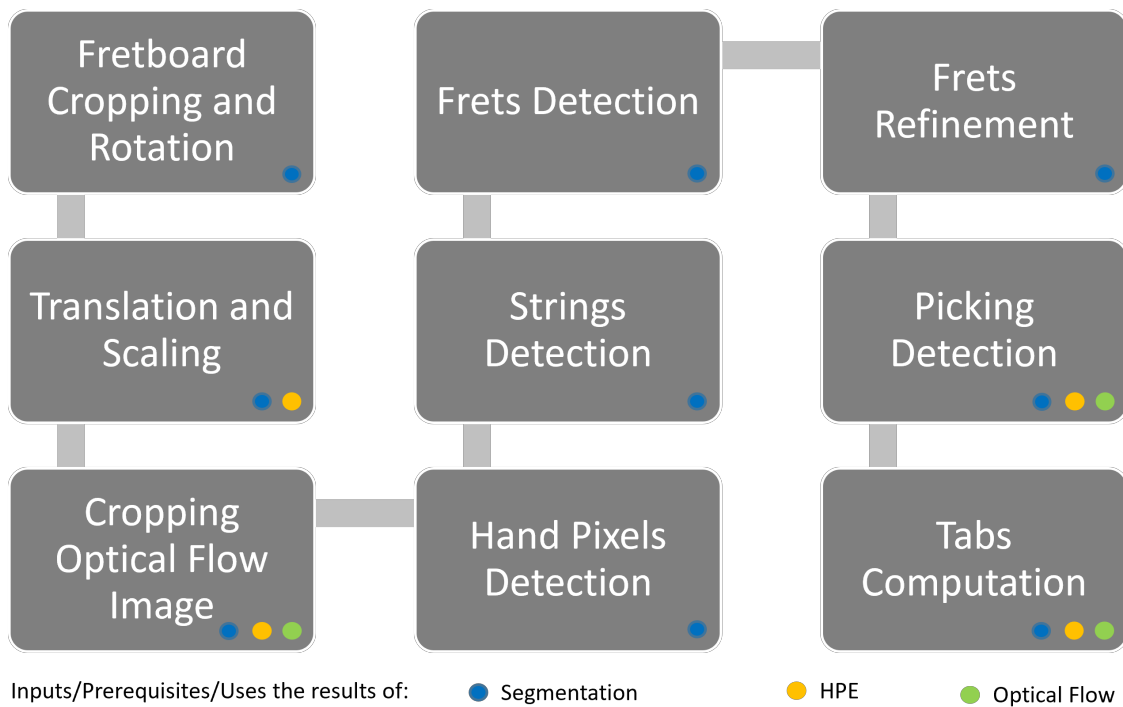 Fretboard
Cropping and
Rotation
Translation and
Scaling
Cropping
Optical Flow
Image
Hand Pixels
Detection
Strings
Detection
Frets Detection
Frets
Refinement
Picking
Detection
Tabs
Computation
Inputs/Prerequisites/Uses the results of:
Segmentation
HPE
Optical Flow